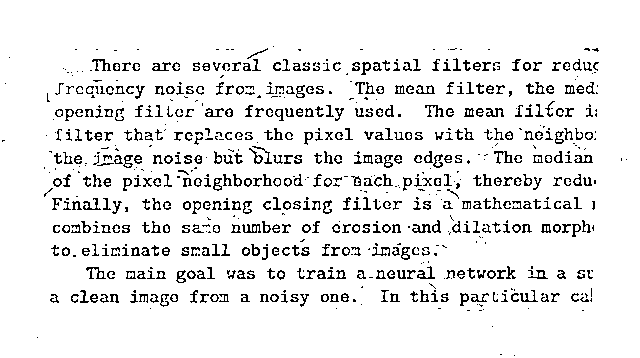 There are several classic spatial filters for reduc
frequency noise from images. The mean filter, the med
opening filter are frequently used. The mean filter i
filter that replaces the pixel values with the neighbo
the image noise but blurs the image edges. The median
of the pixel neighborhood for each pixel, thereby redu
Finally, the opening closing filter is a mathematical
combines the same number of erosion and dilation morph
to eliminate small objects from images.
The main goal was to train a neural network in a
a clean image from a noisy one. In this particular ca